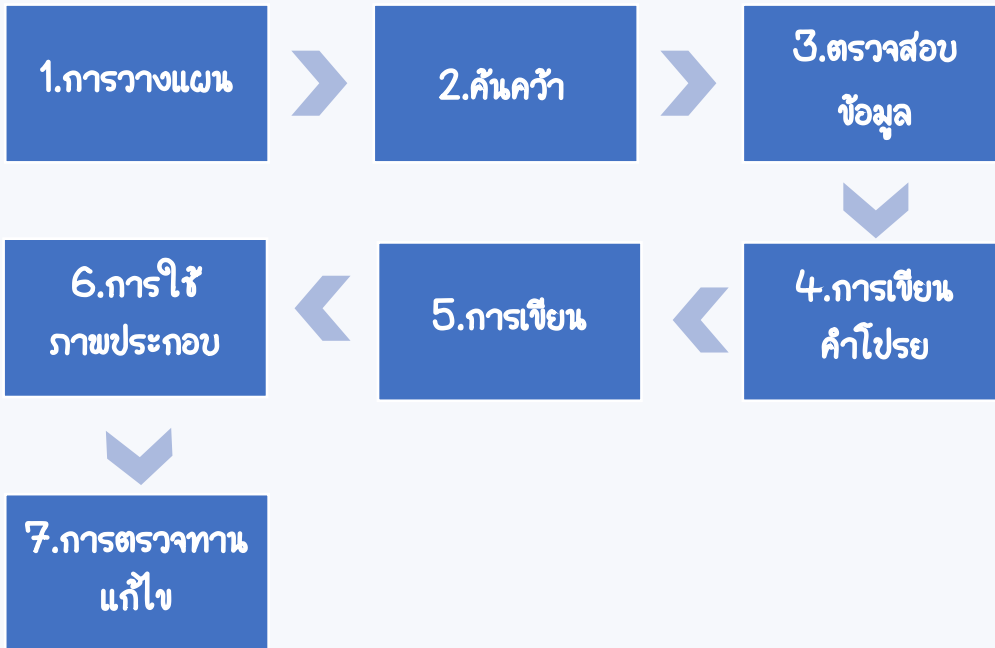 1.การวางแผน
2.ค้นคว้า
3.ตรวจสอบ
ข้อมูล
4.การเขียน
คำโปรย
5.การเขียน
6.การใช้
ภาพประกอบ
7.การตรวจทาน
แก้ไข